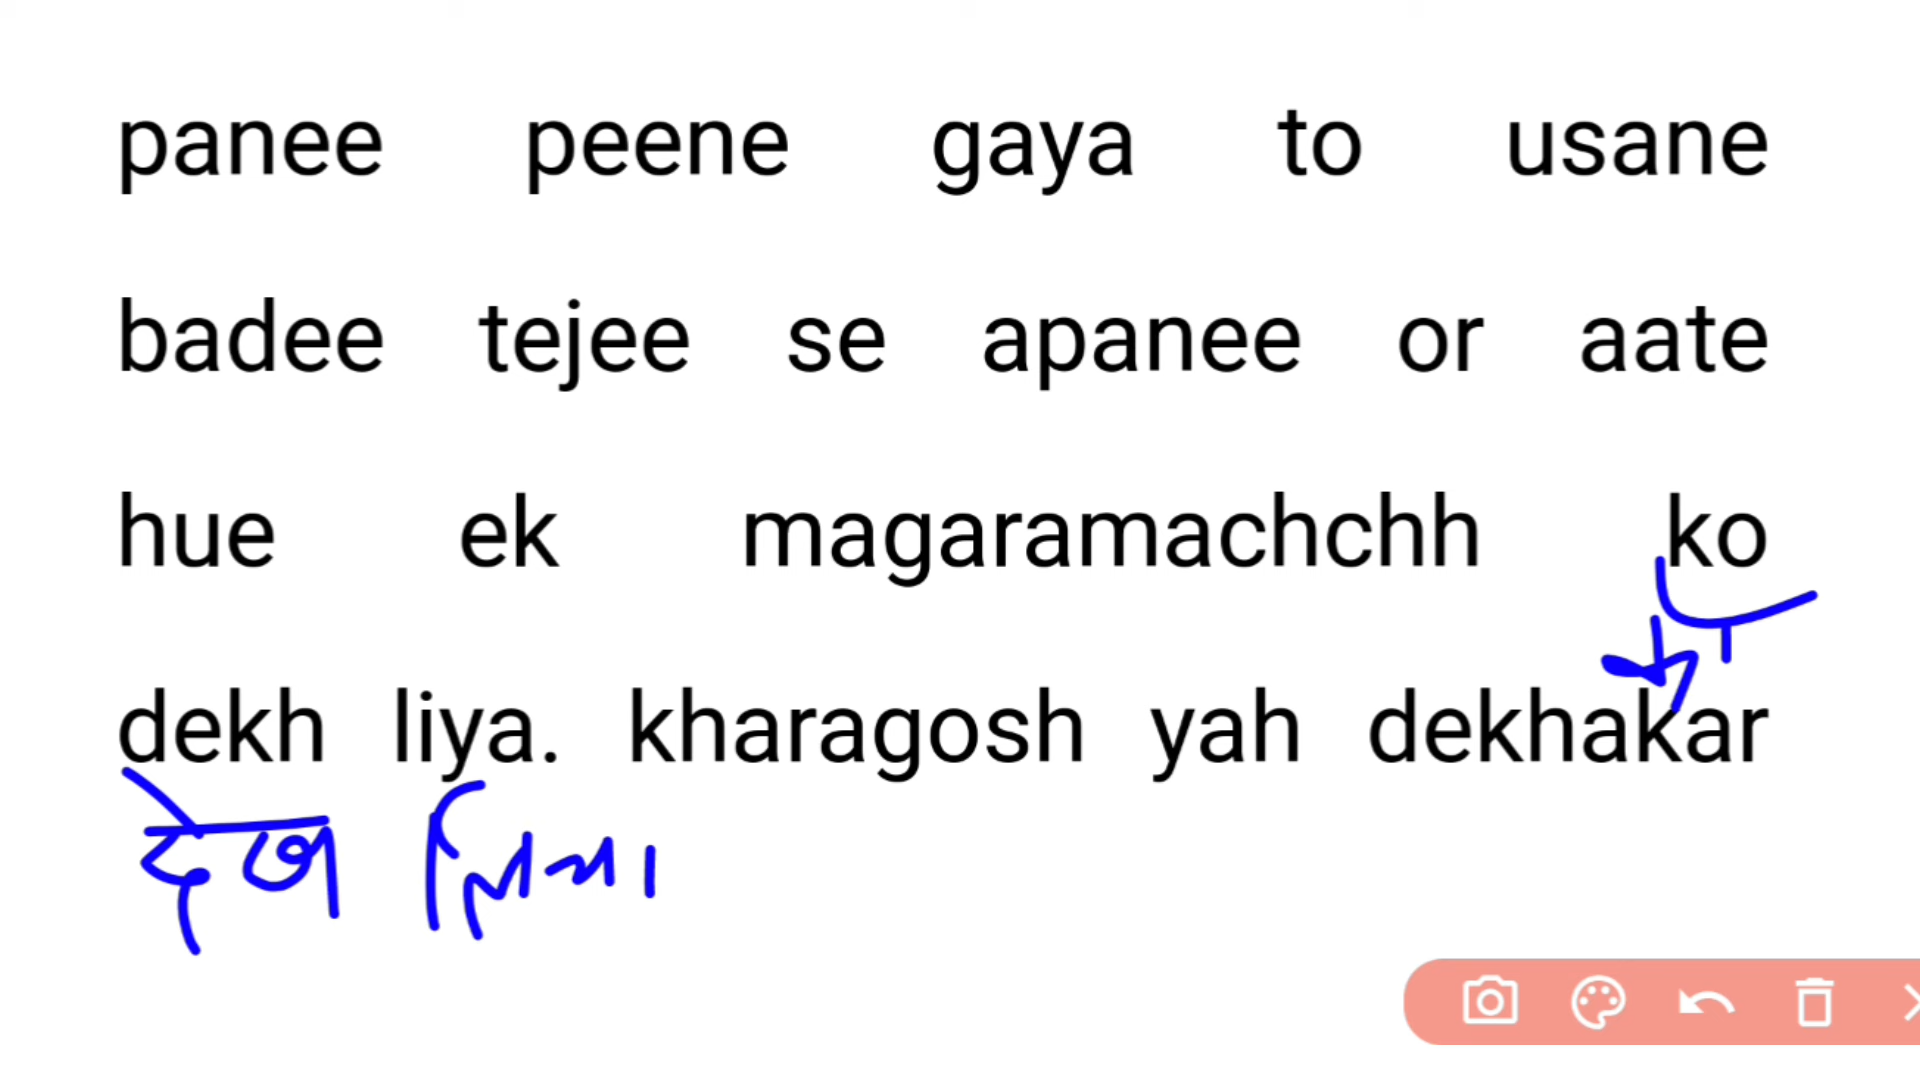 panee peene gaya to usane
badee tejee se apanee or aate
hue ek magaramachchh ko
को
dekh liya. kharagosh yah dekhakar
देख लिया